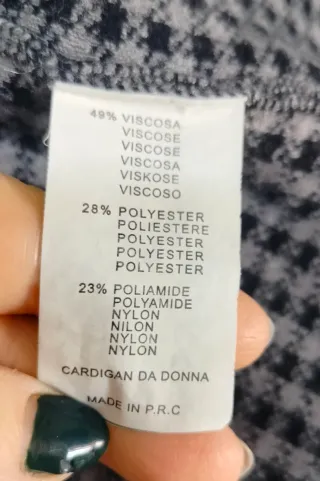 49% VISCOSA
VISCOSE
VISCOSE
VISCOSA
VISKOSE
VISCOSO
28% POLYESTER
POLIESTERE
POLYESTER
POLYESTER
POLYESTER
23% POLIAMIDE
POLYAMIDE
NYLON
NILON
NYLON
NYLON
CARDIGAN DA DONNA
MADE IN P.R.C